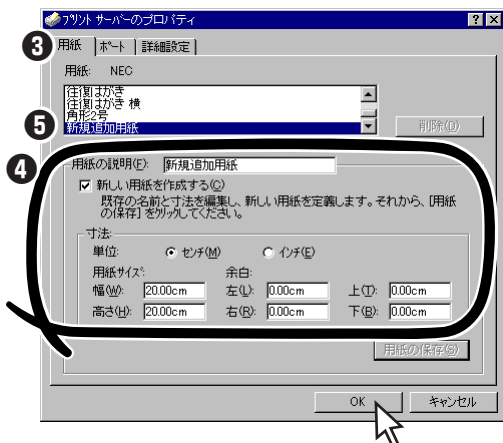 プリント サーバーのプロパティ
❸ 用紙 ポート 詳細設定
用紙: NEC
往復はがき
往復はがき 横
角形2号
❺ 新規追加用紙
削除(D)
❹ 用紙の説明(E): 新規追加用紙
新しい用紙を作成する(C)
既存の名前と寸法を編集し、新しい用紙を定義します。それから、[用紙
の保存] をクリックしてください。
寸法:
単位: センチ(M) インチ(E)
用紙サイズ: 余白:
幅(W): 20.00cm 左(L): 0.00cm 上(T): 0.00cm
高さ(H): 20.00cm 右(R): 0.00cm 下(B): 0.00cm
用紙の保存(S)
OK キャンセル